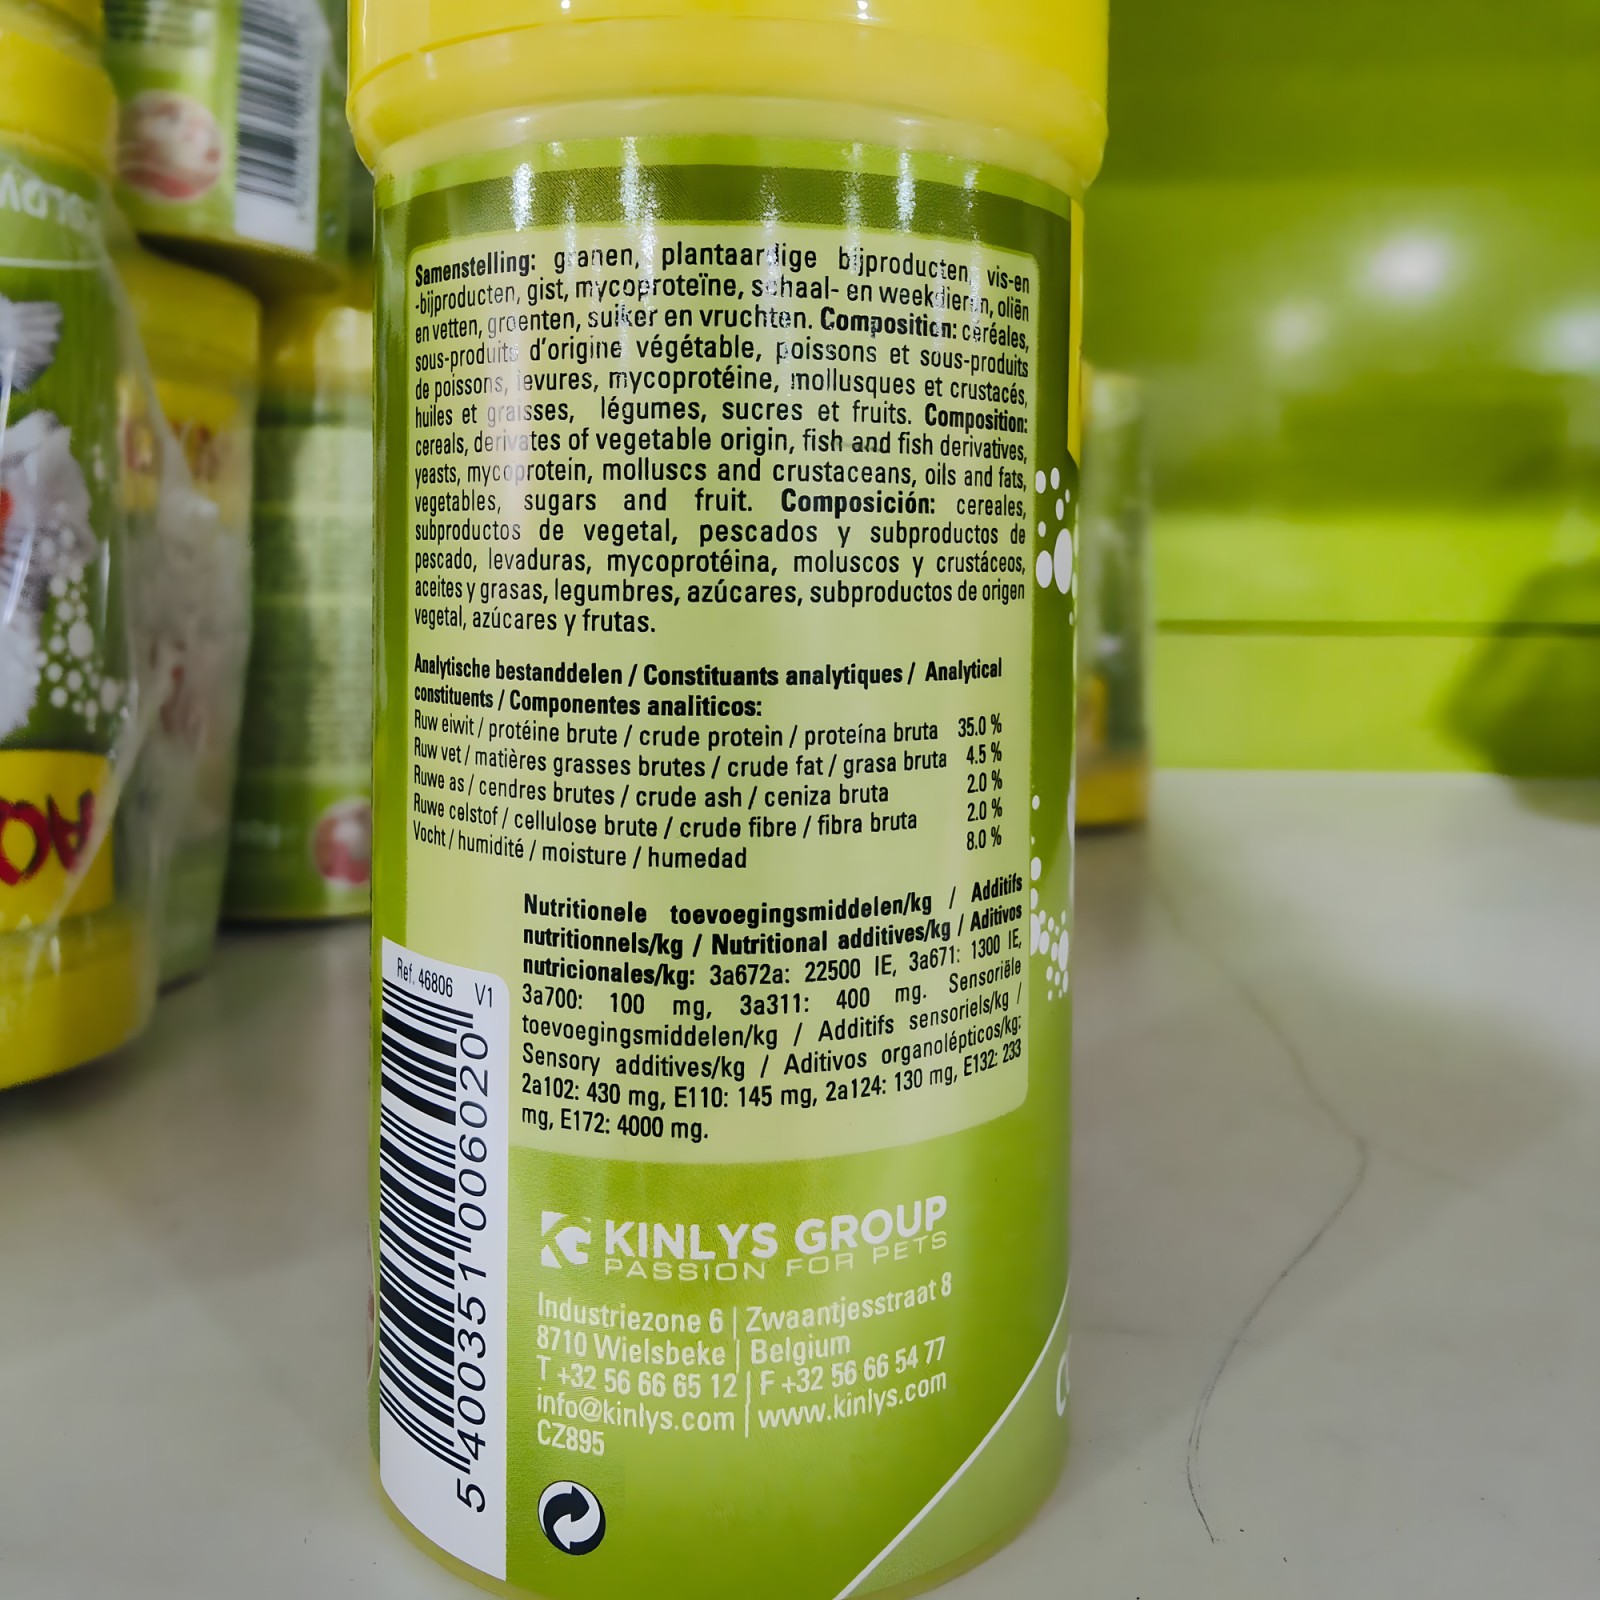 Samenstelling: granen, plantaardige bijproducten, vis-en
-bijproducten, gist, mycoproteïne, schaal- en weekdieren, oliën
en vetten, groenten, suiker en vruchten. Composition: céréales,
sous-produits d'origine végétable, poissons et sous-produits
de poissons, levures, mycoprotéine, mollusques et crustacés,
huiles et graisses, légumes, sucres et fruits. Composition:
cereals, derivates of vegetable origin, fish and fish derivatives,
yeasts, mycoprotein, molluscs and crustaceans, oils and fats,
vegetables, sugars and fruit. Composición: cereales,
subproductos de vegetal, pescados y subproductos de
pescado, levaduras, mycoprotéina, moluscos y crustáceos,
aceites y grasas, legumbres, azúcares, subproductos de origen
vegetal, azúcares y frutas.
Analytische bestanddelen / Constituants analytiques / Analytical
constituents / Componentes analiticos:
Ruw eiwit / protéine brute / crude protein / proteína bruta 35.0 %
Ruw vet / matières grasses brutes / crude fat / grasa bruta 4.5 %
Ruwe as / cendres brutes / crude ash / ceniza bruta 2.0 %
Ruwe celstof / cellulose brute / crude fibre / fibra bruta 2.0 %
Vocht / humidité / moisture / humedad 8.0 %
Nutritionele toevoegingsmiddelen/kg / Additifs
nutritionnels/kg / Nutritional additives/kg / Aditivos
nutricionales/kg: 3a672a: 22500 IE, 3a671: 1300 IE,
3a700: 100 mg, 3a311: 400 mg. Sensoriële
toevoegingsmiddelen/kg / Additifs sensoriels/kg /
Sensory additives/kg / Aditivos organolépticos/kg:
2a102: 430 mg, E110: 145 mg, 2a124: 130 mg, E132: 233
mg, E172: 4000 mg.
Ref. 46806 V1
5 400351 006020
KINLYS GROUP
PASSION FOR PETS
Industriezone 6 | Zwaantjesstraat 8
8710 Wielsbeke | Belgium
T +32 56 66 65 12 | F +32 56 66 54 77
info@kinlys.com | www.kinlys.com
CZ895